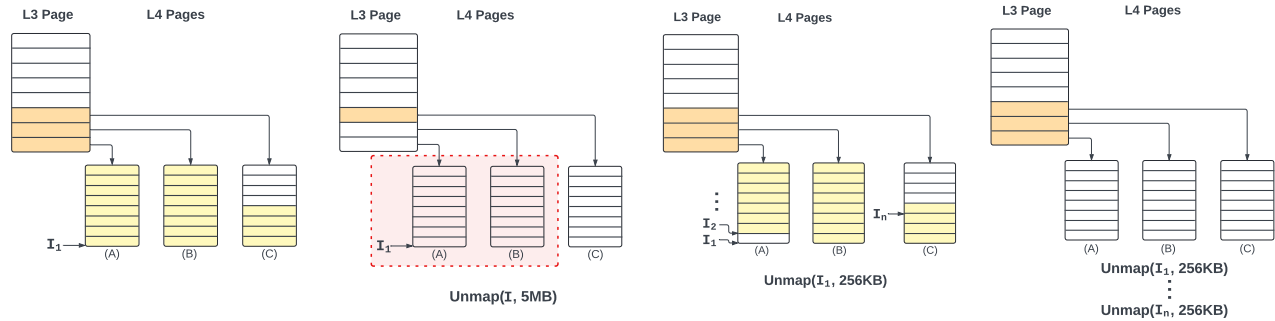 L3 Page L4 Pages
I1
(A) (B) (C)
L3 Page L4 Pages
I1
(A) (B) (C)
Unmap(I, 5MB)
L3 Page L4 Pages
⋮
I2
I1
In
(A) (B) (C)
Unmap(I1, 256KB)
L3 Page L4 Pages
(A) (B) (C)
Unmap(I1, 256KB)
⋮
Unmap(In, 256KB)